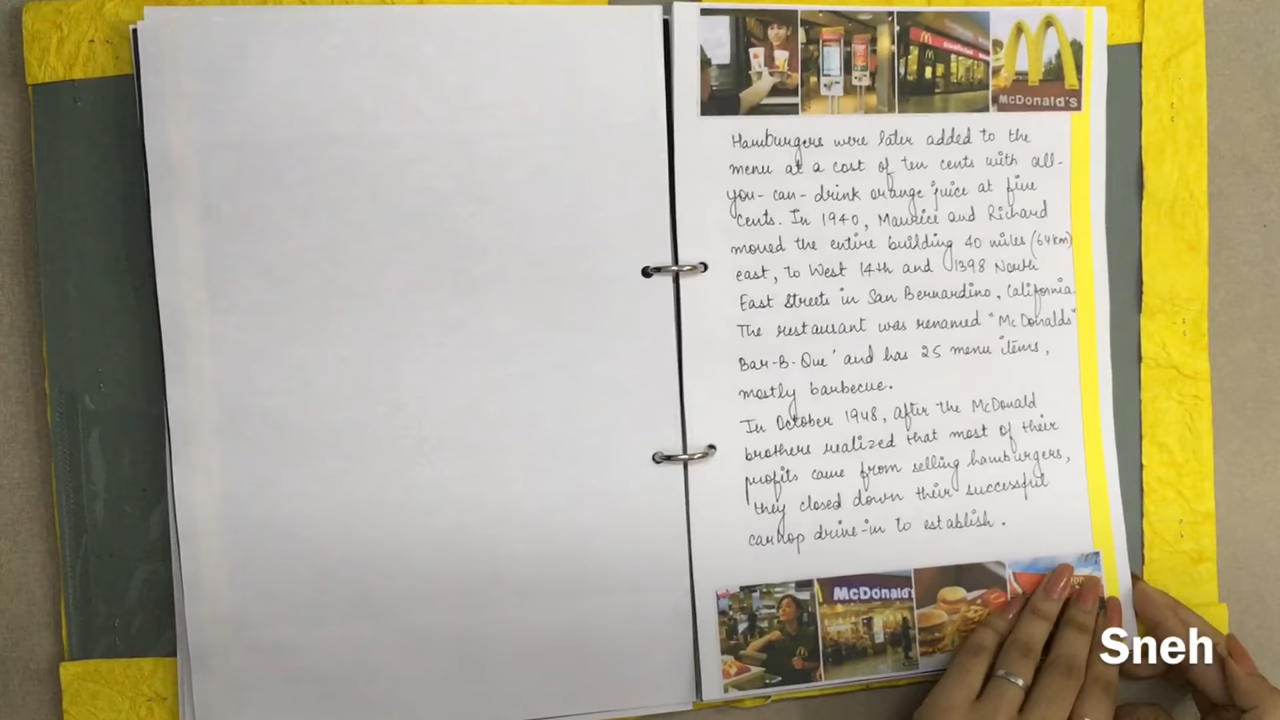 McDonald's
Hamburgers were later added to the
menu at a cost of ten cents with all-
you-can-drink orange juice at five
cents. In 1940, Maurice and Richard
moved the entire building 40 miles (64km)
east, to West 14th and 1398 North
East Streets in San Bernardino, California.
The restaurant was renamed "McDonalds"
Bar-B-Que' and has 25 menu items,
mostly barbecue.
In October 1948, after the McDonald
brothers realized that most of their
profits came from selling hamburgers,
they closed down their successful
carhop drive-in to establish.
McDonald's
Sneh